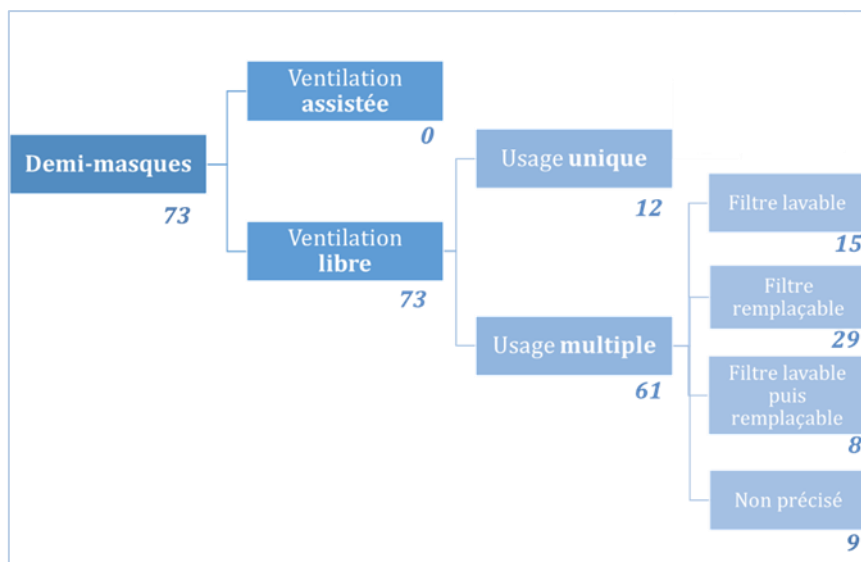 Demi-masques
73
Ventilation
assistée
0
Ventilation
libre
73
Usage unique
12
Usage multiple
61
Filtre lavable
15
Filtre
remplaçable
29
Filtre lavable
puis
remplaçable
8
Non précisé
9